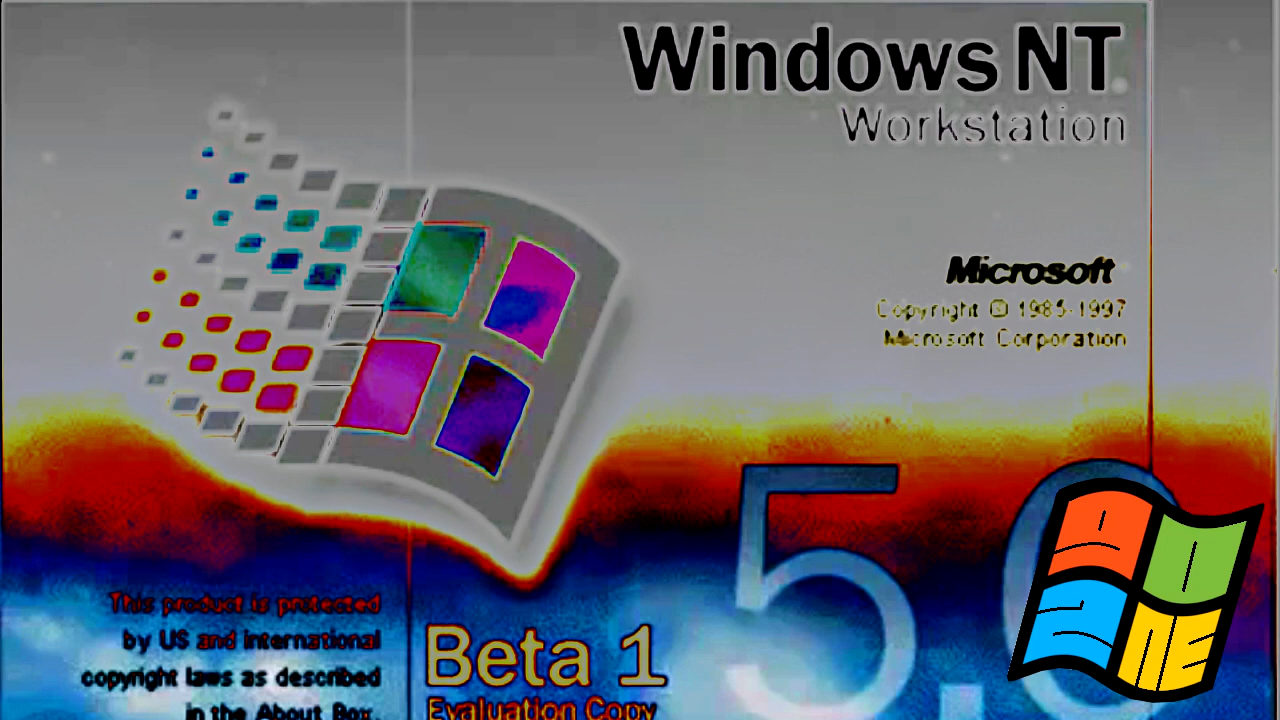 Windows NT
Workstation
Microsoft
Copyright © 1985-1997
Microsoft Corporation
5.0
This product is protected
by US and international
copyright laws as described
in the About Box.
Beta 1
Evaluation Copy